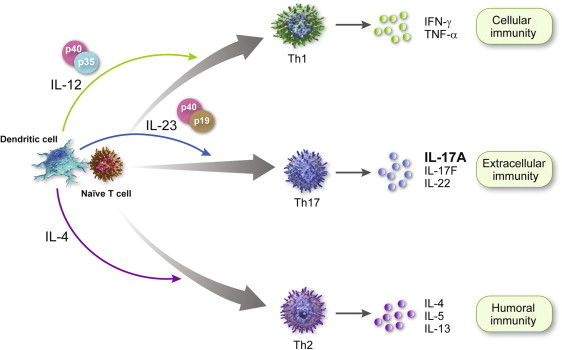 p40
p35
IL-12
Th1
IFN-γ
TNF-α
Cellular
immunity
p40
p19
IL-23
Dendritic cell
Naïve T cell
Th17
IL-17A
IL-17F
IL-22
Extracellular
immunity
IL-4
Th2
IL-4
IL-5
IL-13
Humoral
immunity